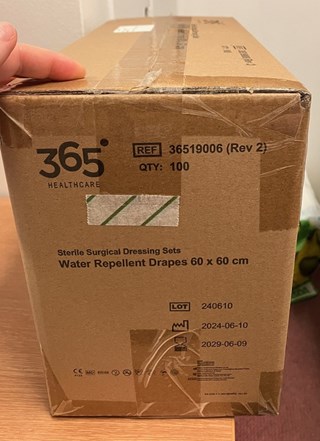 365
HEALTHCARE
REF 36519006 (Rev 2)
QTY: 100
Sterile Surgical Dressing Sets
Water Repellent Drapes 60 x 60 cm
LOT 240610
2024-06-10
2029-06-09
CE